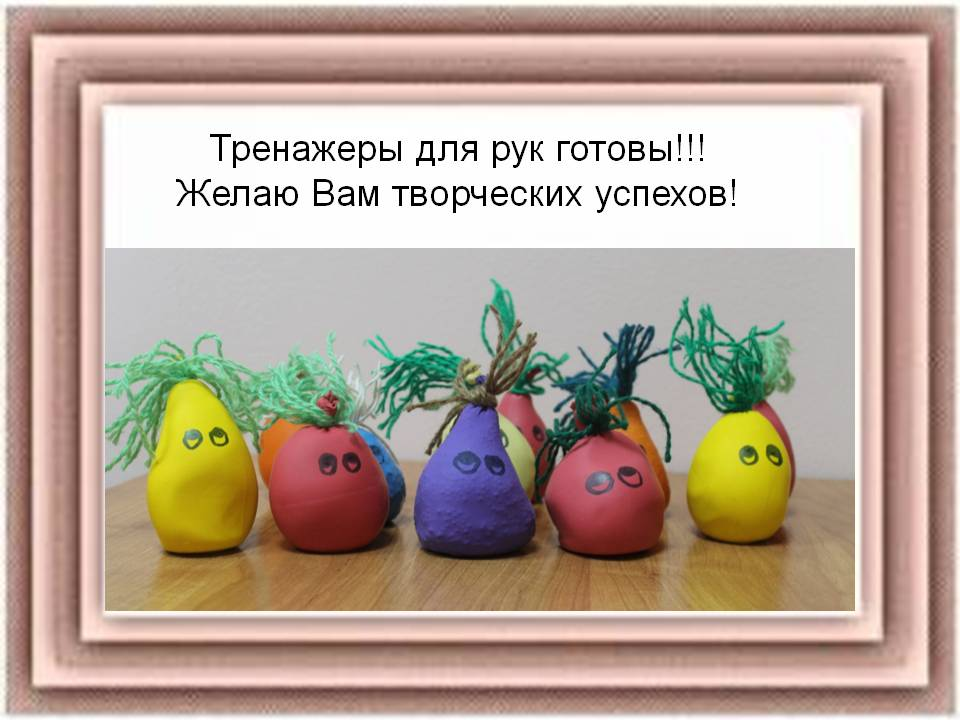 Тренажеры для рук готовы!!!
Желаю Вам творческих успехов!